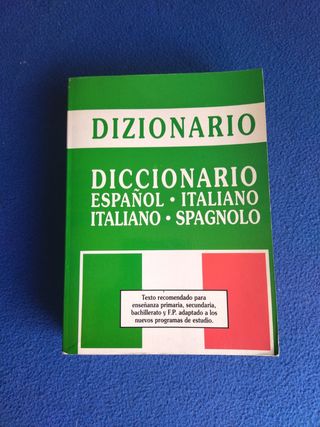 DIZIONARIO
DICCIONARIO
ESPAÑOL · ITALIANO
ITALIANO · SPAGNOLO
Texto recomendado para
enseñanza primaria, secundaria,
bachillerato y F.P. adaptado a los
nuevos programas de estudio.